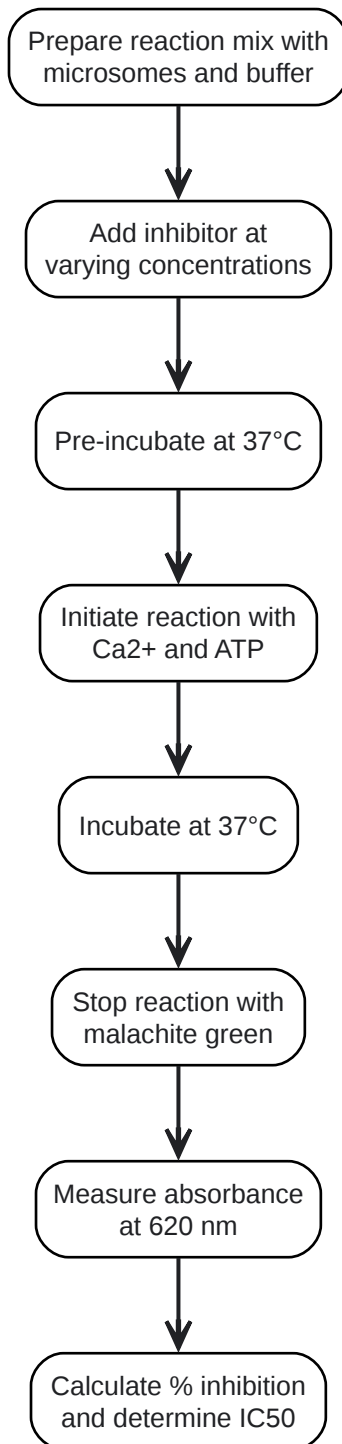 Prepare reaction mix with
microsomes and buffer
Add inhibitor at
varying concentrations
Pre-incubate at 37°C
Initiate reaction with
Ca2+ and ATP
Incubate at 37°C
Stop reaction with
malachite green
Measure absorbance
at 620 nm
Calculate % inhibition
and determine IC50